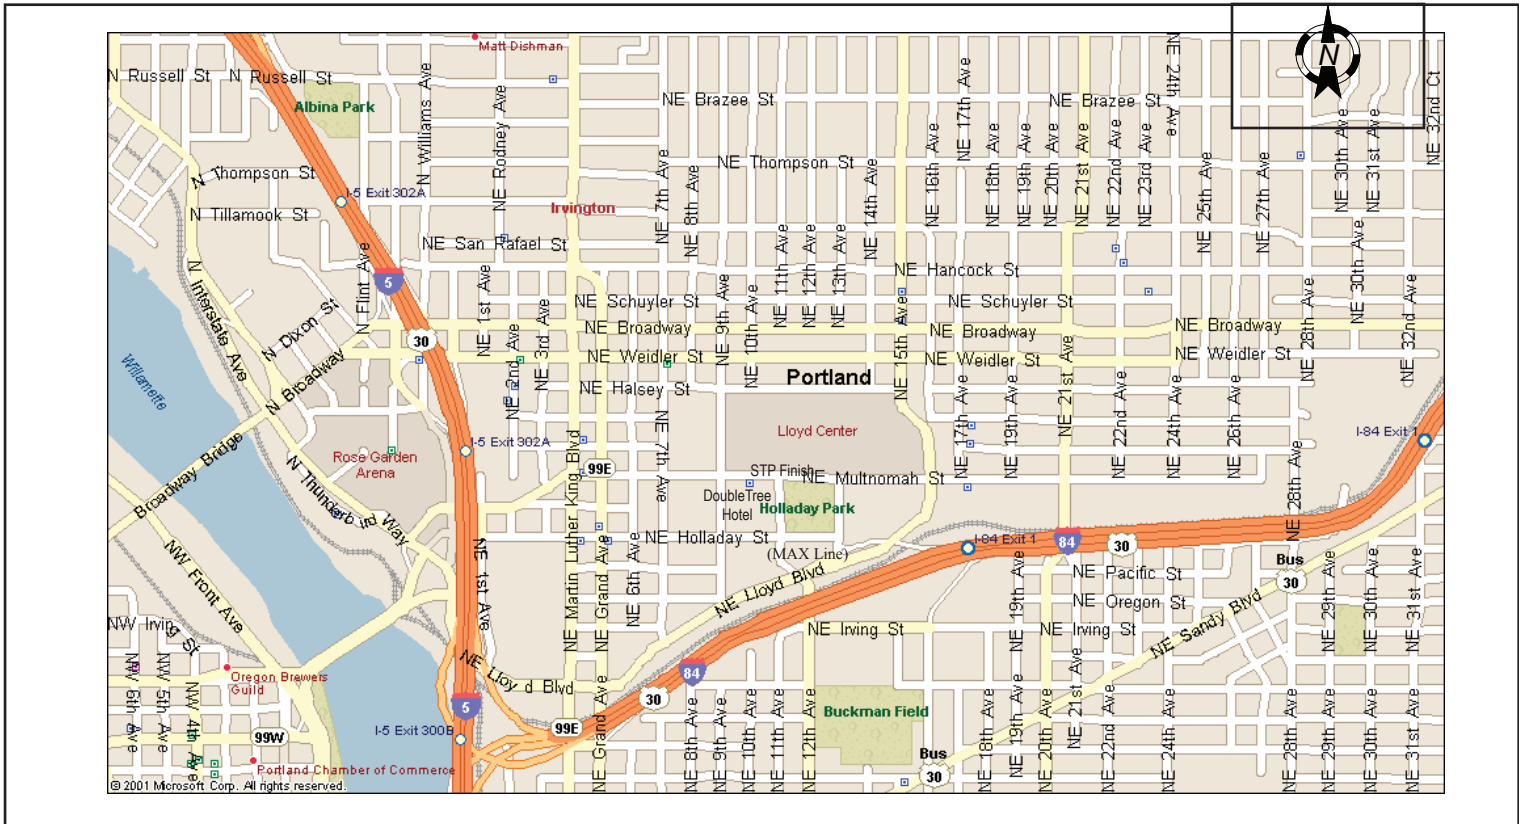 Matt Dishman
N Russell St
N Russell St
Albina Park
N Williams Ave
NE Rodney Ave
NE Brazee St
NE Brazee St
NE 17th Ave
NE 24th Ave
N
NE 32nd Ct
N Thompson St
I-5 Exit 302A
NE Thompson St
NE 7th Ave
NE 8th Ave
NE 14th Ave
NE 16th Ave
NE 18th Ave
NE 19th Ave
NE 20th Ave
NE 21st Ave
NE 22nd Ave
NE 23rd Ave
NE 25th Ave
NE 27th Ave
NE 30th Ave
NE 31st Ave
N Tillamook St
Irvington
NE San Rafael St
N Flint Ave
5
N Interstate Ave
N Dixon St
NE 1st Ave
NE 2nd Ave
NE 3rd Ave
NE Schuyler St
NE 9th Ave
NE 10th Ave
NE 11th Ave
NE 12th Ave
NE 13th Ave
NE Hancock St
NE Schuyler St
NE 15th Ave
NE 28th Ave
NE 30th Ave
NE 32nd Ave
30
NE Broadway
NE Broadway
NE Broadway
NE Weidler St
NE Weidler St
NE Weidler St
Willamette
N Broadway
Portland
NE Halsey St
NE 21st Ave
NE 17th Ave
NE 19th Ave
NE 22nd Ave
NE 24th Ave
NE 26th Ave
Broadway Bridge
Rose Garden
Arena
I-5 Exit 302A
NE 7th Ave
Lloyd Center
I-84 Exit 1
99E
STP Finish
NE Multnomah St
NE 28th Ave
N Thunderbird Way
NE Martin Luther King Blvd
DoubleTree
Hotel
Holladay Park
NE Holladay St
(MAX Line)
I-84 Exit 1
84
30
NW Front Ave
NE 1st Ave
NE Grand Ave
NE 6th Ave
NE Lloyd Blvd
NE 19th Ave
NE Pacific St
NE Oregon St
Bus
30
NE 29th Ave
NE 30th Ave
NE 31st Ave
NW Irving St
NE Irving St
NE Irving St
NE Sandy Blvd
NW 6th Ave
NW 5th Ave
NW 4th Ave
Oregon Brewers
Guild
NE Lloyd Blvd
84
30
5
I-5 Exit 300B
99E
99W
NE Grand Ave
NE 8th Ave
NE 9th Ave
NE 10th Ave
NE 11th Ave
NE 12th Ave
Buckman Field
Bus
30
NE 18th Ave
NE 19th Ave
NE 20th Ave
NE 21st Ave
NE 22nd Ave
NE 24th Ave
NE 28th Ave
NE 29th Ave
NE 30th Ave
NE 31st Ave
Portland Chamber of Commerce
© 2001 Microsoft Corp. All rights reserved.